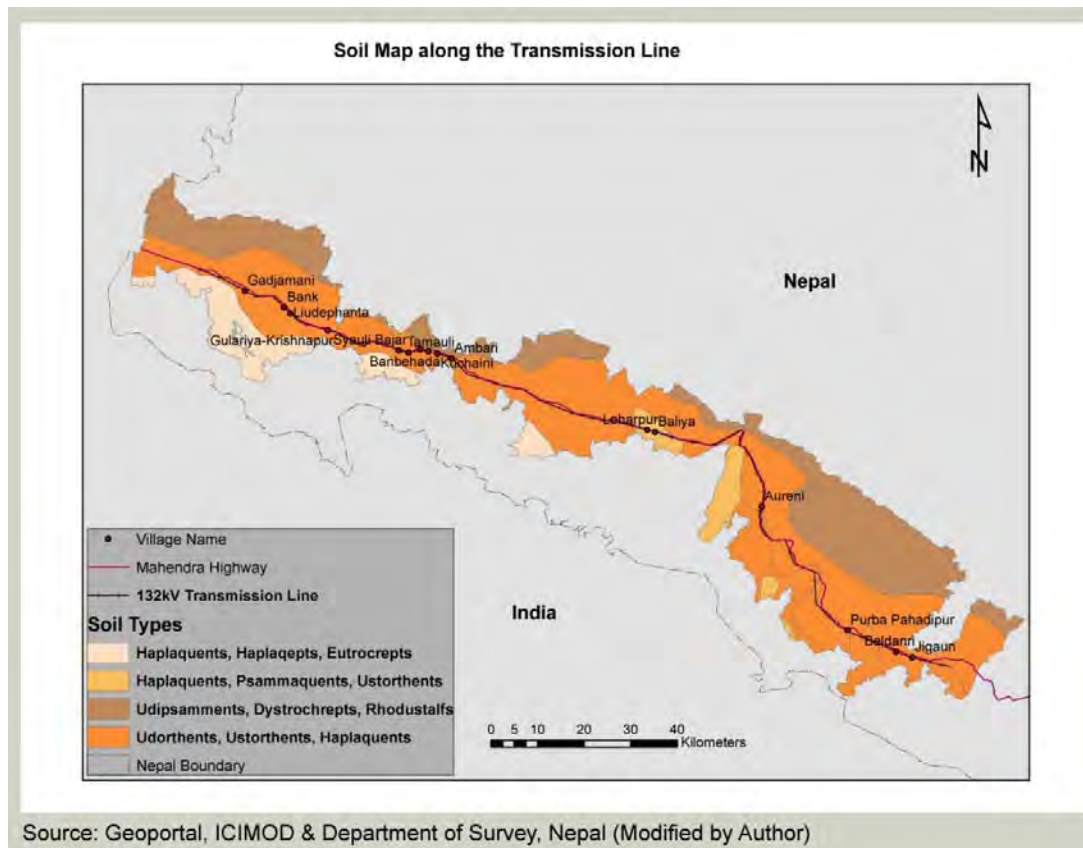 Soil Map along the Transmission Line
N
Nepal
Gadjamani
Bank
Liudephanta
Gulariya-Krishnapur
Syauli Bajar
Tamauli
Ambari
Banbehada
Kuchaini
Loharpur
Baliya
Aureni
India
Purba Pahadipur
Baldanri
Jigaun
Village Name
Mahendra Highway
132kV Transmission Line
Soil Types
Haplaquents, Haplaqepts, Eutrocrepts
Haplaquents, Psammaquents, Ustorthents
Udipsamments, Dystrochrepts, Rhodustalfs
Udorthents, Ustorthents, Haplaquents
Nepal Boundary
0 5 10 20 30 40
Kilometers
Source: Geoportal, ICIMOD & Department of Survey, Nepal (Modified by Author)